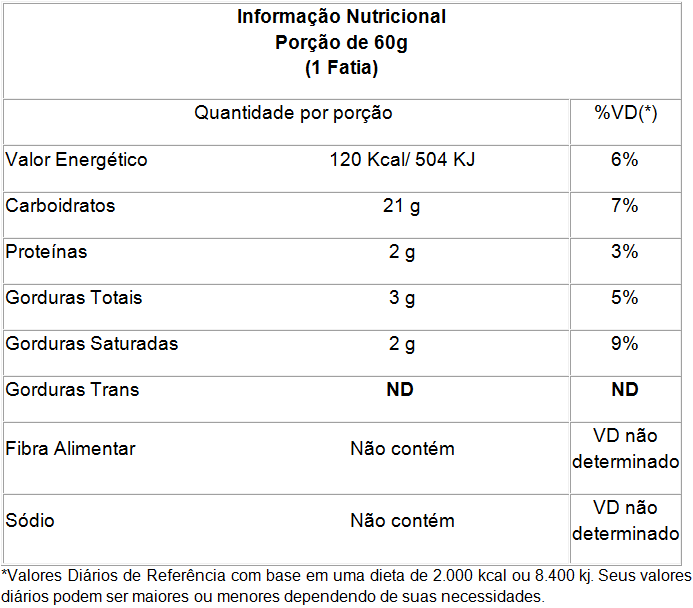 Informação Nutricional
Porção de 60g
(1 Fatia)
Quantidade por porção %VD(*)
Valor Energético 120 Kcal/ 504 KJ 6%
Carboidratos 21 g 7%
Proteínas 2 g 3%
Gorduras Totais 3 g 5%
Gorduras Saturadas 2 g 9%
Gorduras Trans ND ND
Fibra Alimentar Não contém VD não
determinado
Sódio Não contém VD não
determinado
*Valores Diários de Referência com base em uma dieta de 2.000 kcal ou 8.400 kj. Seus valores
diários podem ser maiores ou menores dependendo de suas necessidades.